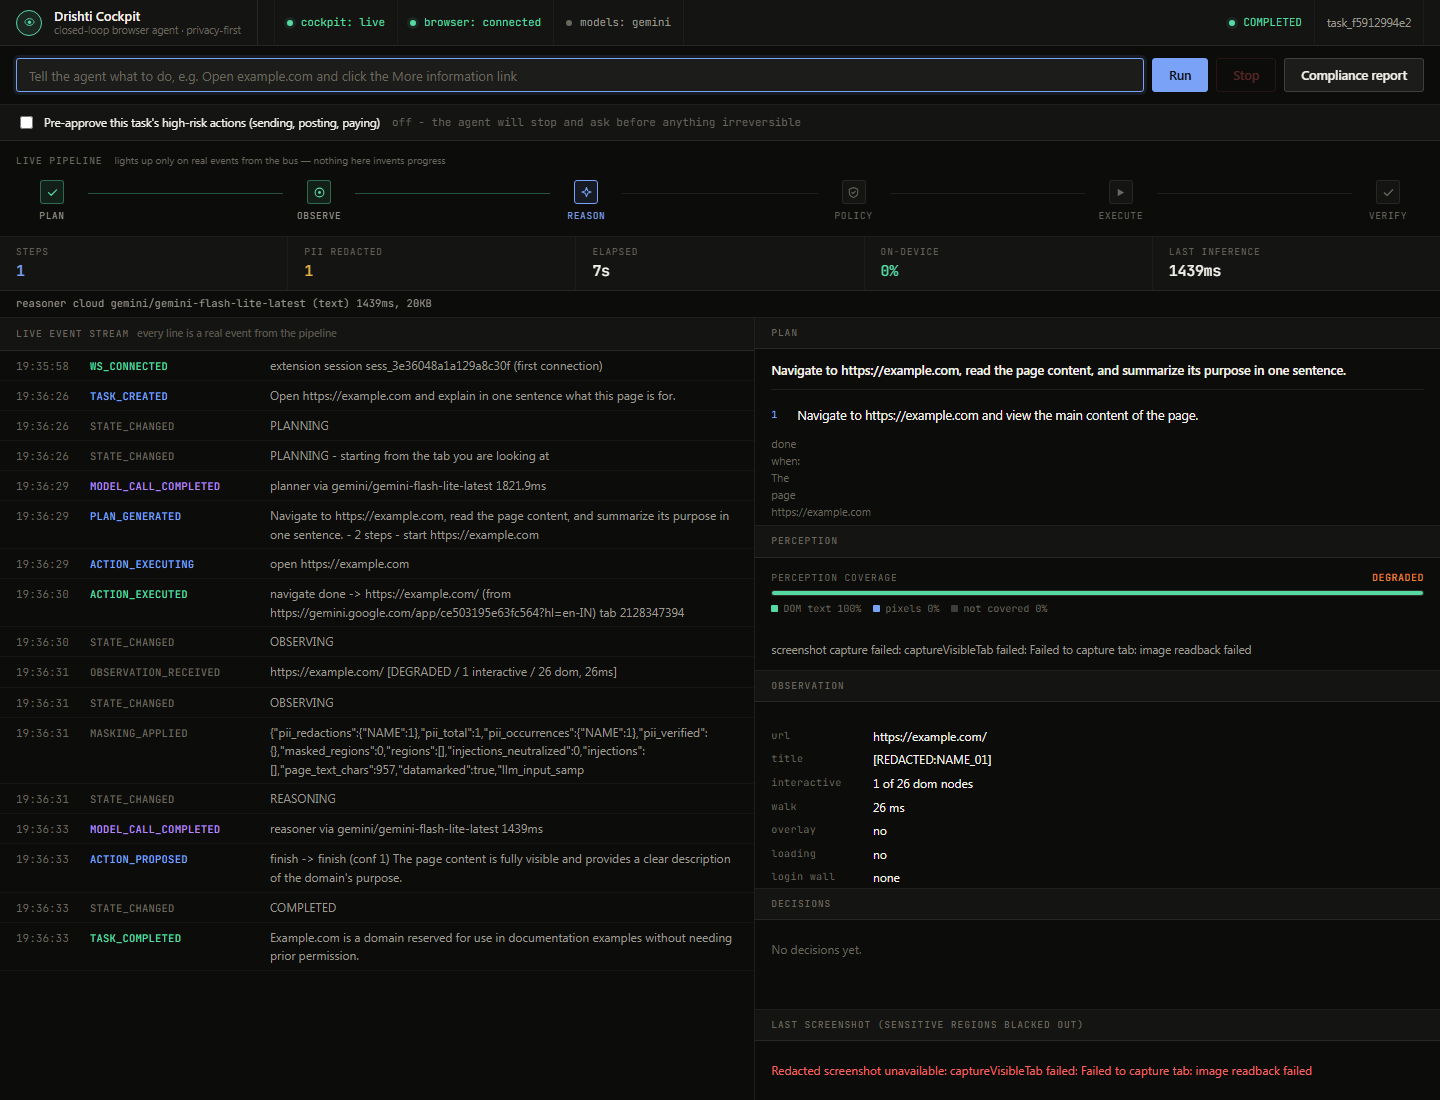 Drishti Cockpit
closed-loop browser agent · privacy-first
cockpit: live
browser: connected
models: gemini
COMPLETED
task_f5912994e2
Tell the agent what to do, e.g. Open example.com and click the More information link
Run
Stop
Compliance report
Pre-approve this task's high-risk actions (sending, posting, paying)
off - the agent will stop and ask before anything irreversible
LIVE PIPELINE
lights up only on real events from the bus — nothing here invents progress
PLAN
OBSERVE
REASON
POLICY
EXECUTE
VERIFY
STEPS
1
PII REDACTED
1
ELAPSED
7s
ON-DEVICE
0%
LAST INFERENCE
1439ms
reasoner cloud gemini/gemini-flash-lite-latest (text) 1439ms, 20KB
LIVE EVENT STREAM every line is a real event from the pipeline
19:35:58 WS_CONNECTED extension session sess_3e36048a1a129a8c30f (first connection)
19:36:26 TASK_CREATED Open https://example.com and explain in one sentence what this page is for.
19:36:26 STATE_CHANGED PLANNING
19:36:26 STATE_CHANGED PLANNING - starting from the tab you are looking at
19:36:29 MODEL_CALL_COMPLETED planner via gemini/gemini-flash-lite-latest 1821.9ms
19:36:29 PLAN_GENERATED Navigate to https://example.com, read the page content, and summarize its purpose in
one sentence. - 2 steps - start https://example.com
19:36:29 ACTION_EXECUTING open https://example.com
19:36:30 ACTION_EXECUTED navigate done -> https://example.com/ (from
https://gemini.google.com/app/ce503195e63fc564?hl=en-IN) tab 2128347394
19:36:30 STATE_CHANGED OBSERVING
19:36:31 OBSERVATION_RECEIVED https://example.com/ [DEGRADED / 1 interactive / 26 dom, 26ms]
19:36:31 STATE_CHANGED OBSERVING
19:36:31 MASKING_APPLIED {"pii_redactions":{"NAME":1},"pii_total":1,"pii_occurrences":{"NAME":1},"pii_verified":
{},"masked_regions":0,"regions":[],"injections_neutralized":0,"injections":
[],"page_text_chars":957,"datamarked":true,"llm_input_samp
19:36:31 STATE_CHANGED REASONING
19:36:33 MODEL_CALL_COMPLETED reasoner via gemini/gemini-flash-lite-latest 1439ms
19:36:33 ACTION_PROPOSED finish -> finish (conf 1) The page content is fully visible and provides a clear description
of the domain's purpose.
19:36:33 STATE_CHANGED COMPLETED
19:36:33 TASK_COMPLETED Example.com is a domain reserved for use in documentation examples without needing
prior permission.
PLAN
Navigate to https://example.com, read the page content, and summarize its purpose in one sentence.
1 Navigate to https://example.com and view the main content of the page.
done
when:
The
page
https://example.com
PERCEPTION
PERCEPTION COVERAGE DEGRADED
DOM text 100% pixels 0% not covered 0%
screenshot capture failed: captureVisibleTab failed: Failed to capture tab: image readback failed
OBSERVATION
url https://example.com/
title [REDACTED:NAME_01]
interactive 1 of 26 dom nodes
walk 26 ms
overlay no
loading no
login wall none
DECISIONS
No decisions yet.
LAST SCREENSHOT (SENSITIVE REGIONS BLACKED OUT)
Redacted screenshot unavailable: captureVisibleTab failed: Failed to capture tab: image readback failed